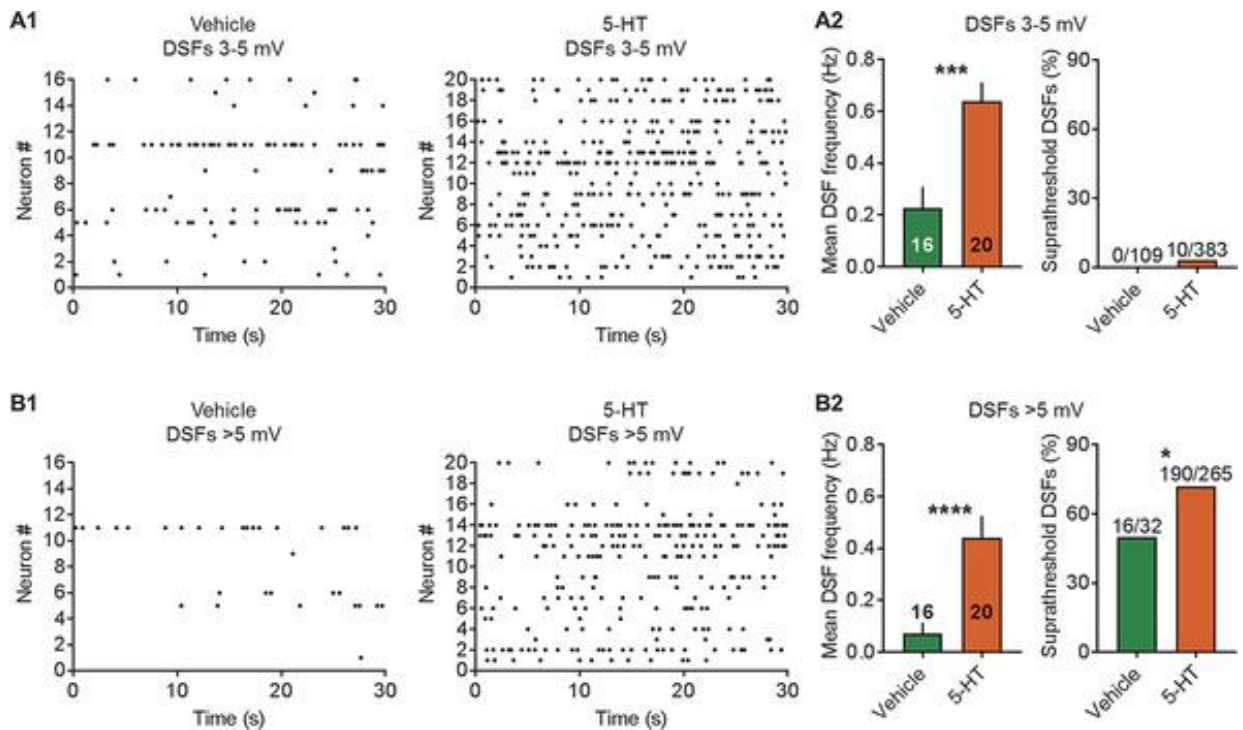 A1
Vehicle
DSFs 3-5 mV
Neuron #
16
14
12
10
8
6
4
2
0
0
10
20
30
Time (s)
5-HT
DSFs 3-5 mV
Neuron #
20
18
16
14
12
10
8
6
4
2
0
0
10
20
30
Time (s)
A2
DSFs 3-5 mV
Mean DSF frequency (Hz)
0.8
0.6
0.4
0.2
0.0
***
16
20
Vehicle
5-HT
Suprathreshold DSFs (%)
90
60
30
0
0/109
10/383
Vehicle
5-HT
B1
Vehicle
DSFs >5 mV
Neuron #
16
14
12
10
8
6
4
2
0
0
10
20
30
Time (s)
5-HT
DSFs >5 mV
Neuron #
20
18
16
14
12
10
8
6
4
2
0
0
10
20
30
Time (s)
B2
DSFs >5 mV
Mean DSF frequency (Hz)
0.8
0.6
0.4
0.2
0.0
****
16
20
Vehicle
5-HT
Suprathreshold DSFs (%)
90
60
30
0
*
16/32
190/265
Vehicle
5-HT